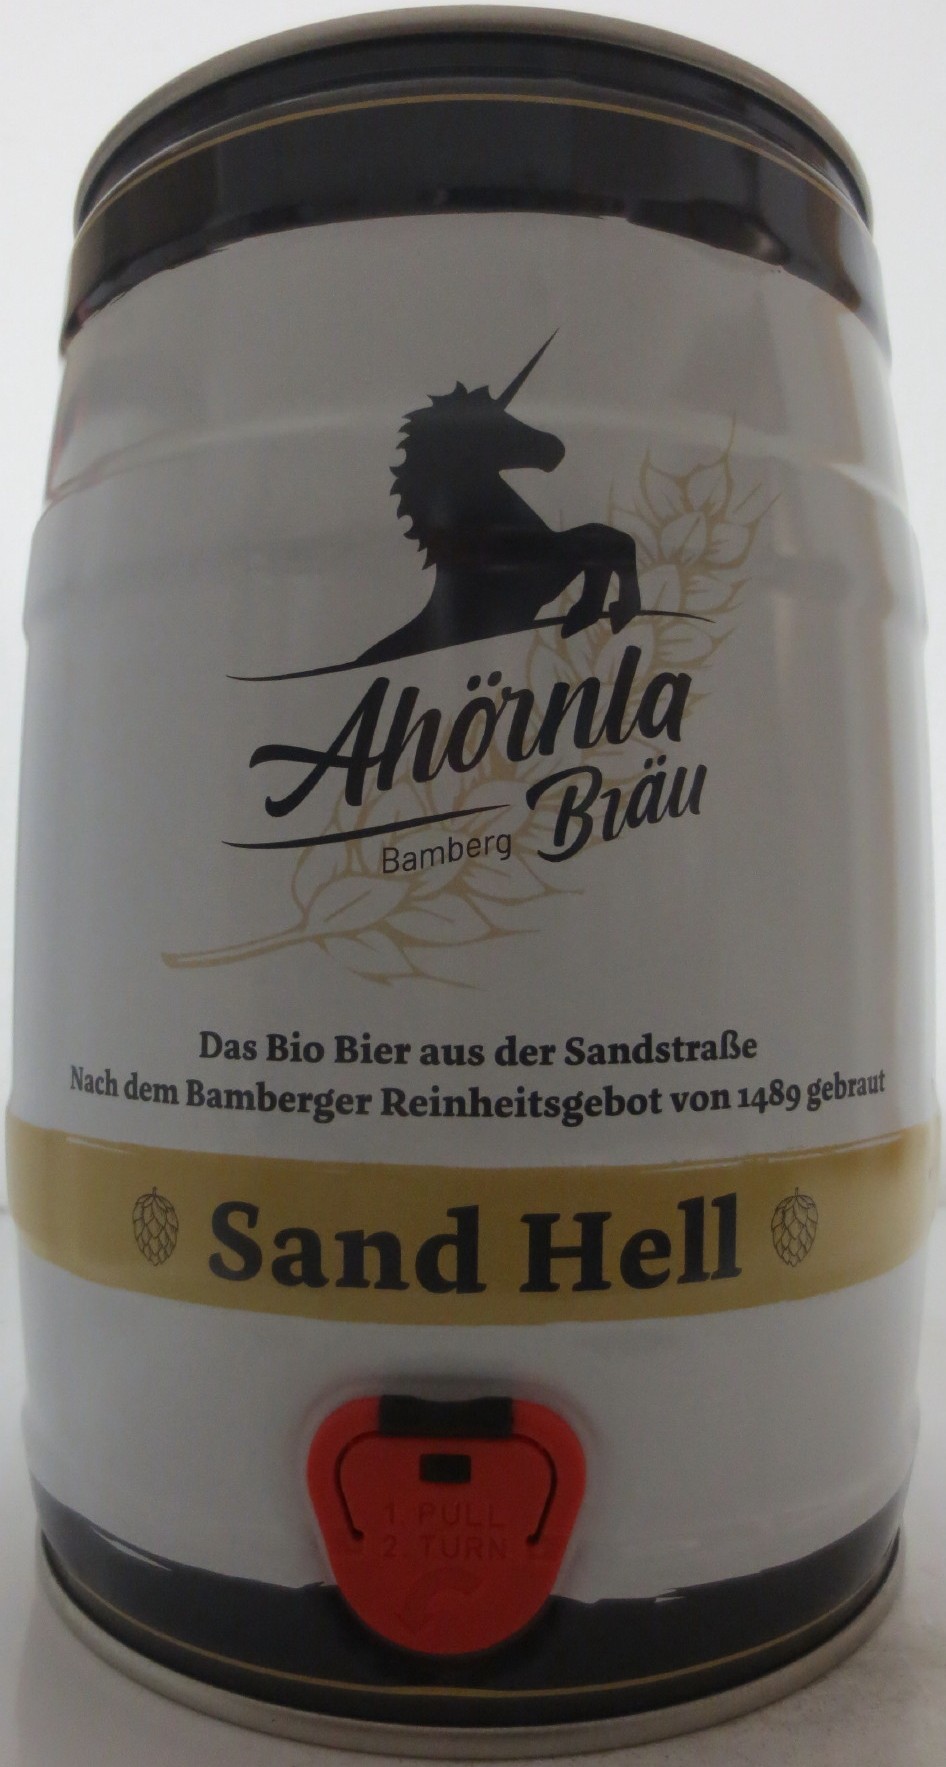 Ahörnla
Bräu
Bamberg
Das Bio Bier aus der Sandstraße
Nach dem Bamberger Reinheitsgebot von 1489 gebraut
Sand Hell
1. PULL
2. TURN